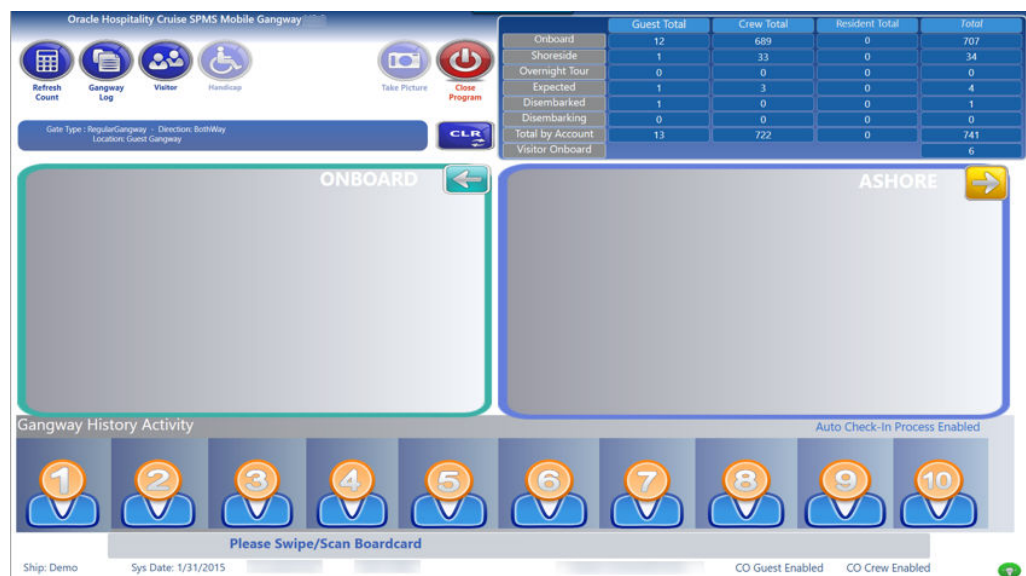 Oracle Hospitality Cruise SPMS Mobile Gangway
Refresh Count
Gangway Log
Visitor
Handicap
Take Picture
Close Program
Gate Type : RegularGangway - Direction: BothWay
Location: Guest Gangway
CLR
Guest Total Crew Total Resident Total Total
Onboard 12 689 0 707
Shoreside 1 33 0 34
Overnight Tour 0 0 0 0
Expected 1 3 0 4
Disembarked 1 0 0 1
Disembarking 0 0 0 0
Total by Account 13 722 0 741
Visitor Onboard 6
ONBOARD
ASHORE
Gangway History Activity
Auto Check-In Process Enabled
1 2 3 4 5 6 7 8 9 10
Please Swipe/Scan Boardcard
Ship: Demo Sys Date: 1/31/2015 CO Guest Enabled CO Crew Enabled